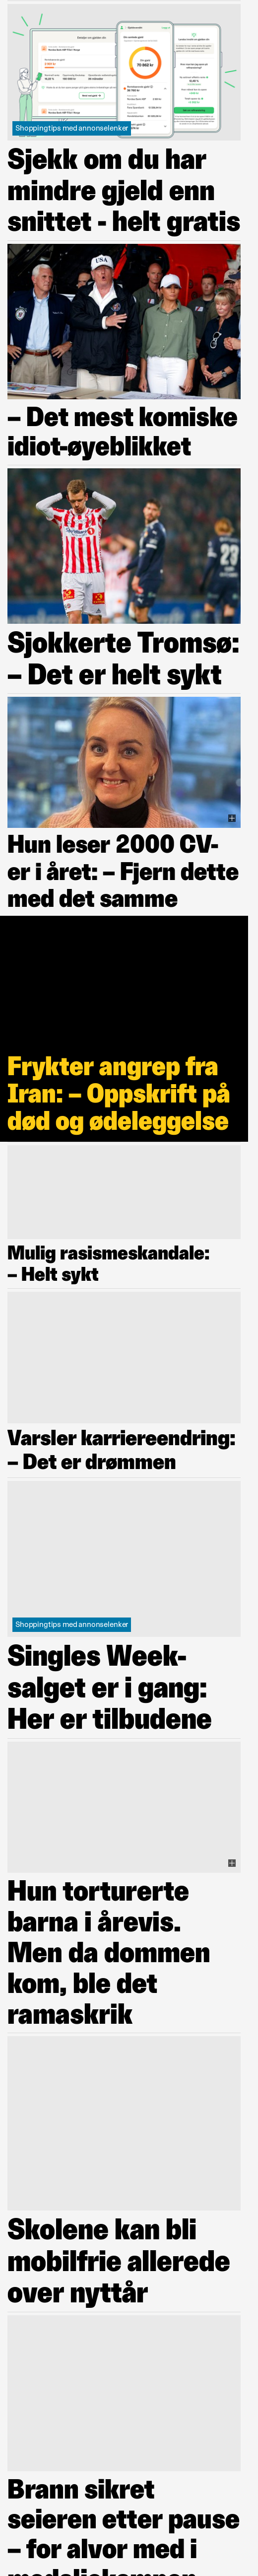 Shoppingtips med annonselenker
Sjekk om du har
mindre gjeld enn
snittet - helt gratis
USA
– Det mest komiske
idiot-øyeblikket
Sjokkerte Tromsø:
– Det er helt sykt
Hun leser 2000 CV-
er i året: – Fjern dette
med det samme
Frykter angrep fra
Iran: – Oppskrift på
død og ødeleggelse
Mulig rasismeskandale:
– Helt sykt
Varsler karriereendring:
– Det er drømmen
Shoppingtips med annonselenker
Singles Week-
salget er i gang:
Her er tilbudene
Hun torturerte
barna i årevis.
Men da dommen
kom, ble det
ramaskrik
Skolene kan bli
mobilfrie allerede
over nyttår
Brann sikret
seieren etter pause
– for alvor med i